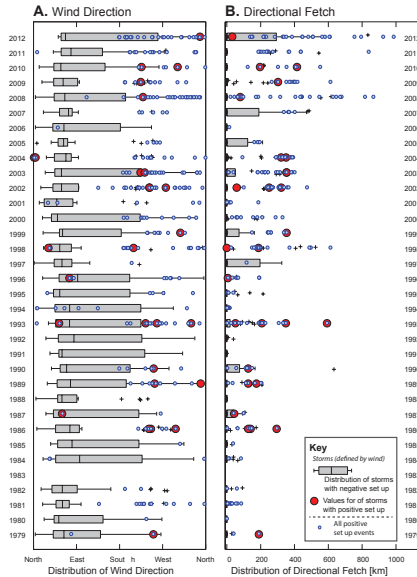 A. Wind Direction
B. Directional Fetch
2012
2011
2010
2009
2008
2007
2006
2005
2004
2003
2002
2001
2000
1999
1998
1997
1996
1995
1994
1993
1992
1991
1990
1989
1988
1987
1986
1985
1984
1983
1982
1981
1980
1979
North East Sout h West North
Distribution of Wind Direction
0 200 400 600 800 1000
Distribution of Directional Fetch [km]
Key
Storms (defined by wind)
Distribution of storms
with negative set up
Values for of storms
with positive set up
All positive
set up events